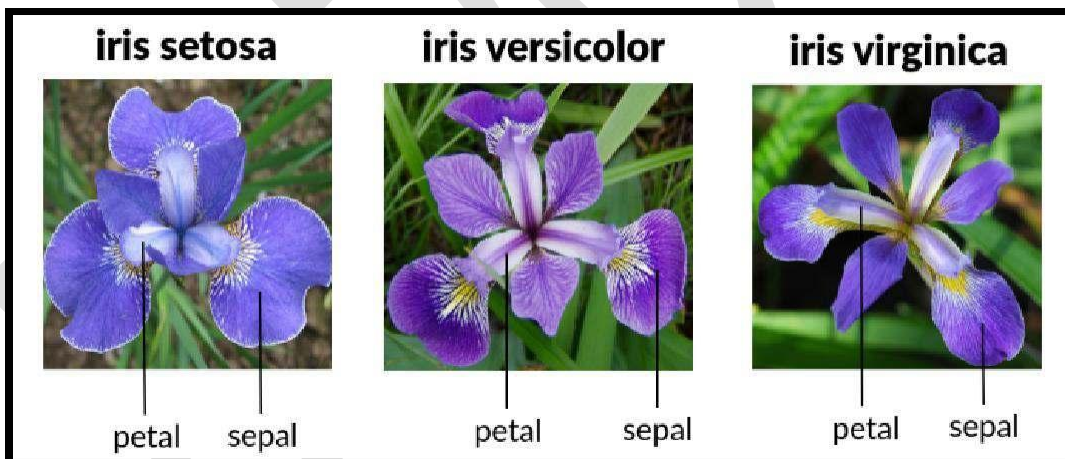 iris setosa
iris versicolor
iris virginica
petal
sepal
petal
sepal
petal
sepal